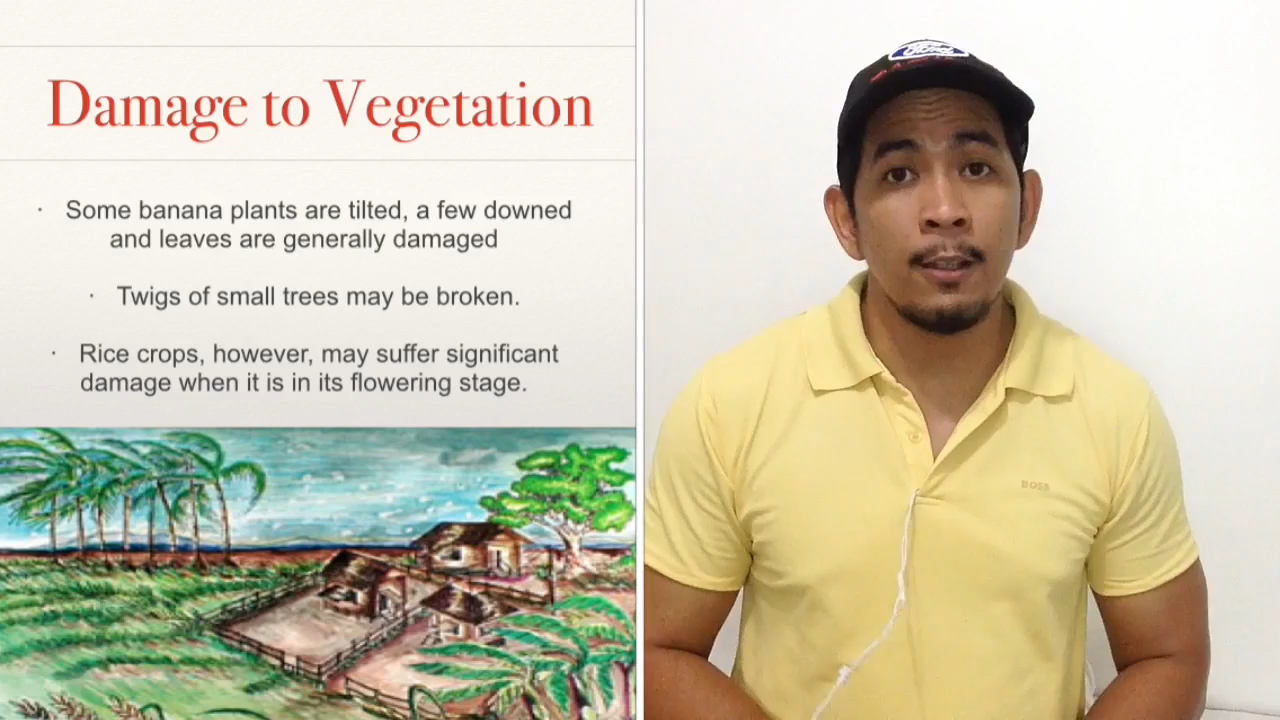 Damage to Vegetation
· Some banana plants are tilted, a few downed
and leaves are generally damaged
· Twigs of small trees may be broken.
· Rice crops, however, may suffer significant
damage when it is in its flowering stage.
Ford
BOSS